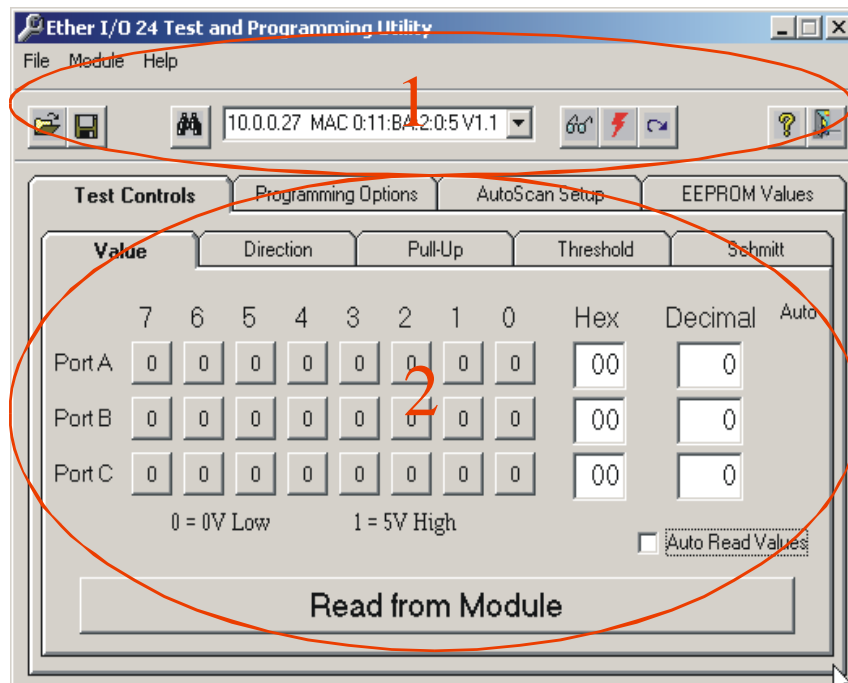 Ether I/O 24 Test and Programming Utility
File Module Help
1
10.0.0.27 MAC 0:11:BA:2:0:5 V1.1
Test Controls Programming Options AutoScan Setup EEPROM Values
Value Direction Pull-Up Threshold Schmitt
7 6 5 4 3 2 1 0 Hex Decimal Auto
Port A 0 0 0 0 0 0 0 0 00 0
2
Port B 0 0 0 0 0 0 0 0 00 0
Port C 0 0 0 0 0 0 0 0 00 0
0 = 0V Low 1 = 5V High
Auto Read Values
Read from Module